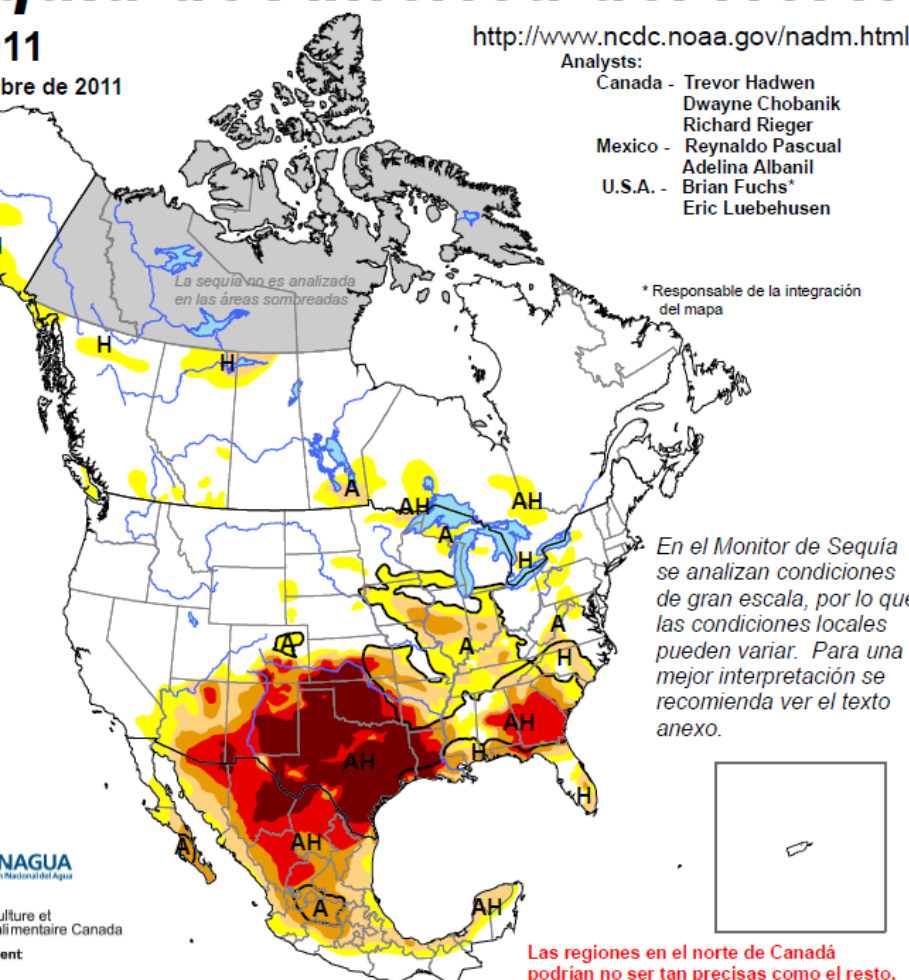 http://www.ncdc.noaa.gov/nadm.html
11
bre de 2011
Analysts:
Canada - Trevor Hadwen
Dwayne Chobanik
Richard Rieger
Mexico - Reynaldo Pascual
Adelina Albanil
U.S.A. - Brian Fuchs*
Eric Luebehusen
La sequía no es analizada
en las áreas sombreadas
* Responsable de la integración
del mapa
H
H
A
AH
AH
A
H
En el Monitor de Sequía
se analizan condiciones
de gran escala, por lo que
las condiciones locales
pueden variar. Para una
mejor interpretación se
recomienda ver el texto
anexo.
A
A
A
H
AH
H
AH
H
AH
A)
A
AH
NAGUA
n Nacional del Agua
ulture et
alimentaire Canada
ent
Las regiones en el norte de Canadá
podrían no ser tan precisas como el resto.